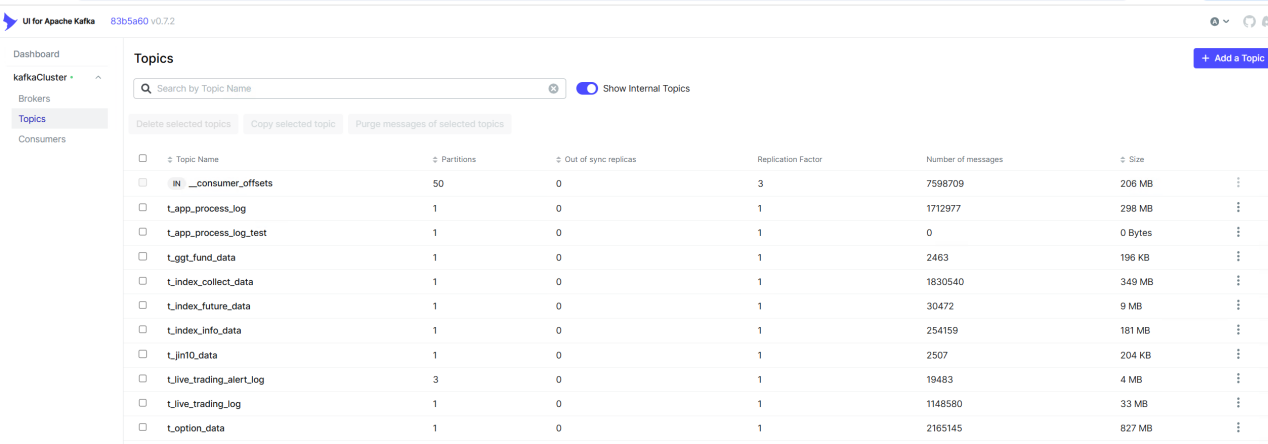 UI for Apache Kafka 83b5a60 v0.7.2
Dashboard
kafkaCluster
Brokers
Topics
Consumers
Topics
+ Add a Topic
Search by Topic Name
Show Internal Topics
Delete selected topics Copy selected topic Purge messages of selected topics
Topic Name Partitions Out of sync replicas Replication Factor Number of messages Size
IN __consumer_offsets 50 0 3 7598709 206 MB
t_app_process_log 1 0 1 1712977 298 MB
t_app_process_log_test 1 0 1 0 0 Bytes
t_ggt_fund_data 1 0 1 2463 196 KB
t_index_collect_data 1 0 1 1830540 349 MB
t_index_future_data 1 0 1 30472 9 MB
t_index_info_data 1 0 1 254159 181 MB
t_jin10_data 1 0 1 2507 204 KB
t_live_trading_alert_log 3 0 1 19483 4 MB
t_live_trading_log 1 0 1 1148580 33 MB
t_option_data 1 0 1 2165145 827 MB